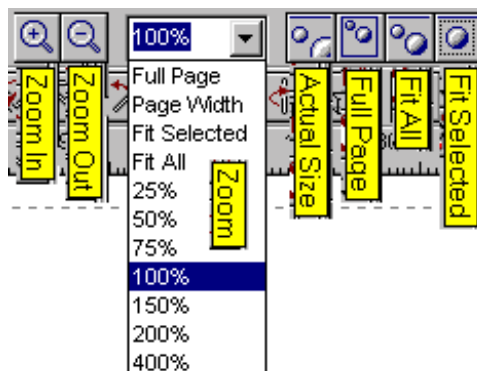 100%
Full Page
Page Width
Fit Selected
Fit All
25%
50%
75%
100%
150%
200%
400%
Zoom In
Zoom Out
Zoom
Actual Size
Full Page
Fit All
Fit Selected